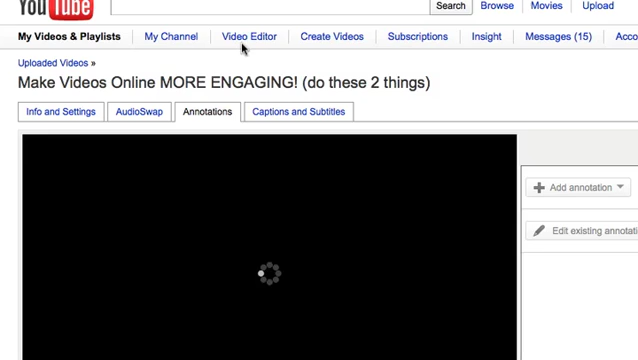 YouTube Search Browse Movies Upload
My Videos & Playlists My Channel Video Editor Create Videos Subscriptions Insight Messages (15) Acco
Uploaded Videos »
Make Videos Online MORE ENGAGING! (do these 2 things)
Info and Settings AudioSwap Annotations Captions and Subtitles
Add annotation
Edit existing annotati